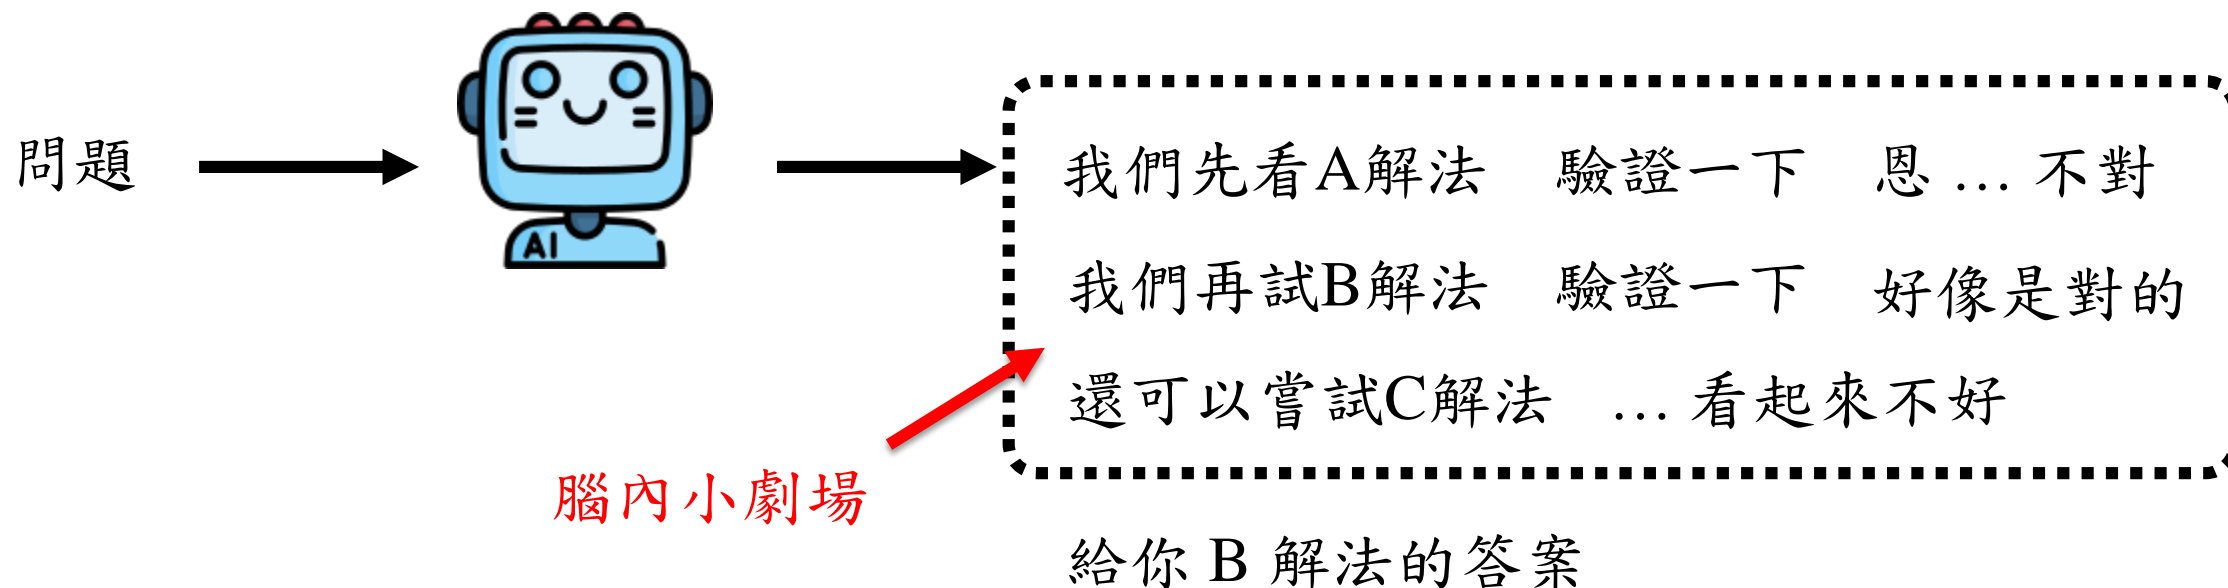 問題
AI
我們先看A解法 驗證一下 恩 … 不對
我們再試B解法 驗證一下 好像是對的
還可以嘗試C解法 … 看起來不好
腦內小劇場
給你 B 解法的答案